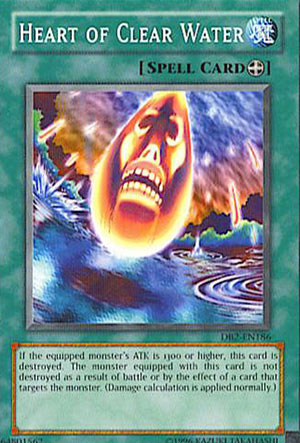 HEART OF CLEAR WATER
SPELL
[SPELL CARD]
DB2-EN186
If the equipped monster's ATK is 1300 or higher, this card is
destroyed. The monster equipped with this card is not
destroyed as a result of battle or by the effect of a card that
targets the monster. (Damage calculation is applied normally.)
64801562
©1996 KAZUKI TAKAHASHI